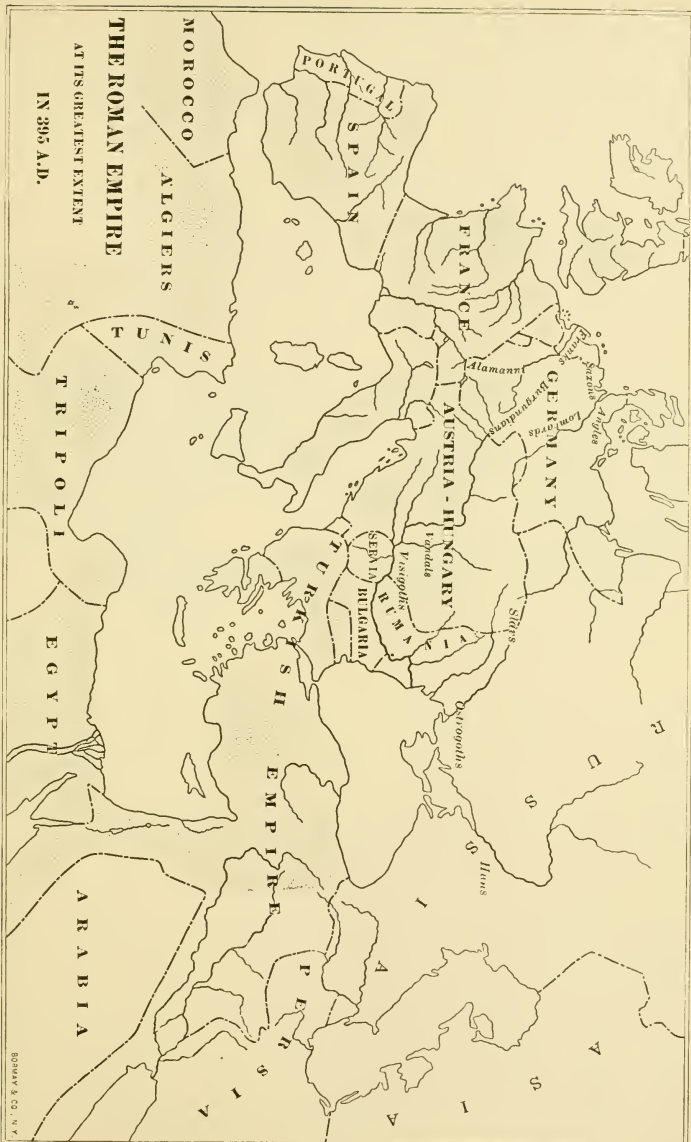 THE ROMAN EMPIRE
AT ITS GREATEST EXTENT
IN 395 A.D.
MOROCCO
ALGIERS
TUNIS
TRIPOLI
EGYPT
ARABIA
PORTUGAL
SPAIN
FRANCE
GERMANY
Franks
Saxons
Angles
Lombards
Burgundians
Alamanni
AUSTRIA-HUNGARY
Vandals
Visigoths
Slavs
SERVIA
RUMANIA
BULGARIA
TURKISH EMPIRE
Ostrogoths
Huns
RUSSIA
ASIA
PERSIA
BORMAY & CO., N.Y.